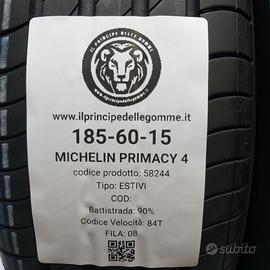 IL PRINCIPE DELLE GOMME
www.ilprincipedellegomme.it
185-60-15
MICHELIN PRIMACY 4
codice prodotto: 58244
Tipo: ESTIVI
COD:
Battistrada: 90%
Codice Velocità: 84T
FILA: 08
subito